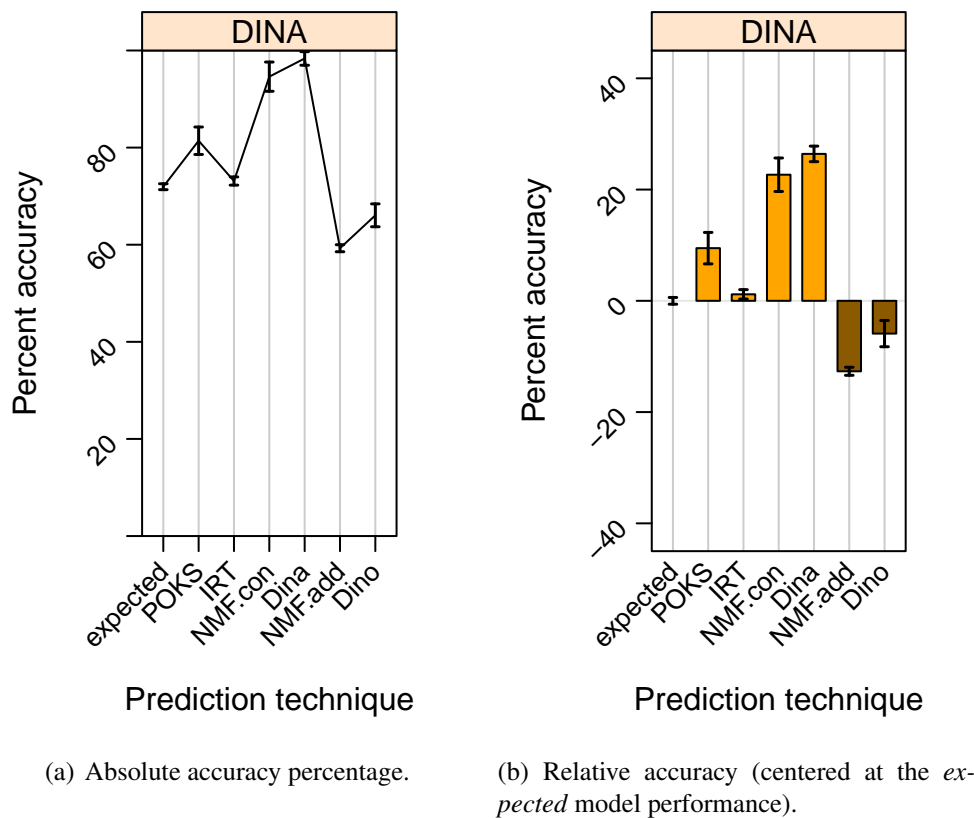 DINA
80
60
40
20
Percent accuracy
expected
POKS
IRT
NMF.con
Dina
NMF.add
Dino
Prediction technique
(a) Absolute accuracy percentage.
DINA
40
20
0
−20
−40
Percent accuracy
expected
POKS
IRT
NMF.con
Dina
NMF.add
Dino
Prediction technique
(b) Relative accuracy (centered at the ex-
pected model performance).